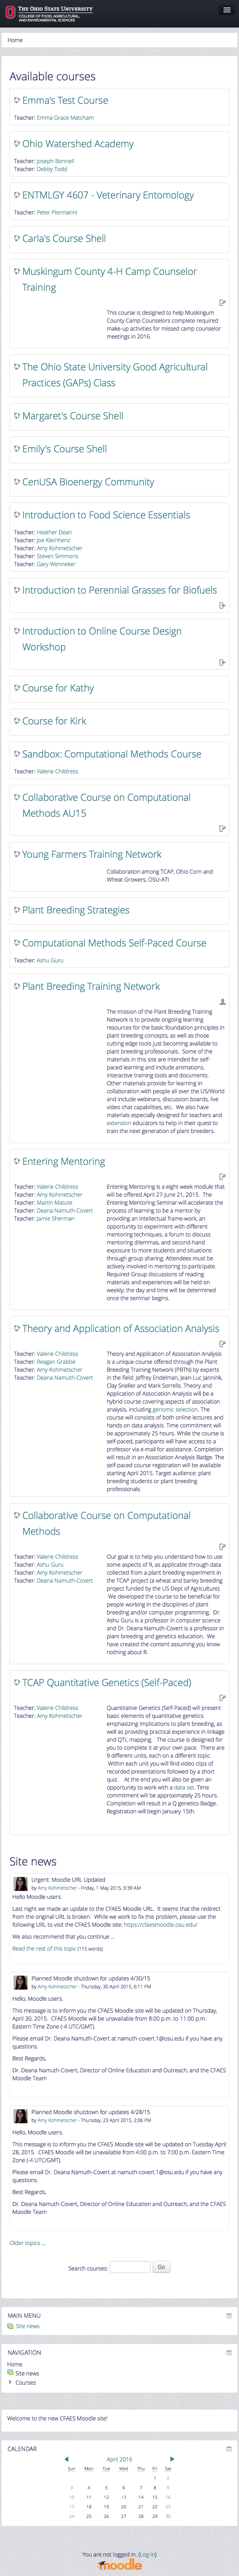 THE OHIO STATE UNIVERSITY
COLLEGE OF FOOD, AGRICULTURAL,
AND ENVIRONMENTAL SCIENCES
Home
Available courses
Emma's Test Course
Teacher: Emma Grace Matcham
Ohio Watershed Academy
Teacher: Joseph Bonnell
Teacher: Debby Todd
ENTMLGY 4607 - Veterinary Entomology
Teacher: Peter Piermarini
Carla's Course Shell
Muskingum County 4-H Camp Counselor
Training
This course is designed to help Muskingum
County Camp Counselors complete required
make-up activities for missed camp counselor
meetings in 2016.
The Ohio State University Good Agricultural
Practices (GAPs) Class
Margaret's Course Shell
Emily's Course Shell
CenUSA Bioenergy Community
Introduction to Food Science Essentials
Teacher: Heather Dean
Teacher: Joe Kleinhenz
Teacher: Amy Kohmetscher
Teacher: Steven Simmons
Teacher: Gary Wenneker
Introduction to Perennial Grasses for Biofuels
Introduction to Online Course Design
Workshop
Course for Kathy
Course for Kirk
Sandbox: Computational Methods Course
Teacher: Valerie Childress
Collaborative Course on Computational
Methods AU15
Young Farmers Training Network
Collaboration among TCAP, Ohio Corn and
Wheat Growers, OSU-ATI
Plant Breeding Strategies
Computational Methods Self-Paced Course
Teacher: Ashu Guru
Plant Breeding Training Network
The mission of the Plant Breeding Training
Network is to provide ongoing learning
resources for the basic foundation principles in
plant breeding concepts, as well as those
cutting edge tools just becoming available to
plant breeding professionals. Some of the
materials in this site are intended for self-
paced learning and include animations,
interactive training tools and documents.
Other materials provide for learning in
collaboration with people all over the US/World
and include webinars, discussion boards, live
video chat capabilities, etc. We also have
materials especially designed for teachers and
extension educators to help in their quest to
train the next generation of plant breeders.
Entering Mentoring
Teacher: Valerie Childress
Teacher: Amy Kohmetscher
Teacher: Martin Matute
Teacher: Deana Namuth-Covert
Teacher: Jamie Sherman
Entering Mentoring is a eight week module that
will be offered April 27-June 21, 2015. The
Entering Mentoring Seminar will accelerate the
process of learning to be a mentor by
providing an intellectual frame-work, an
opportunity to experiment with different
mentoring techniques, a forum to discuss
mentoring dilemmas, and second-hand
exposure to more students and situations
through group sharing. Attendees must be
actively involved in mentoring to participate.
Required Group discussions of reading
materials and experiences will be held on
weekly; the day and time will be determined
once the seminar begins.
Theory and Application of Association Analysis
Teacher: Valerie Childress
Teacher: Reagan Grabbe
Teacher: Amy Kohmetscher
Teacher: Deana Namuth-Covert
Theory and Application of Association Analysis
is a unique course offered through the Plant
Breeding Training Network (PBTN) by experts
in the field: Jeffrey Endelman, Jean-Luc Jannink,
Clay Sneller and Mark Sorrells. Theory and
Applications of Association Analysis will be a
hybrid course covering aspects of association
analysis, including genomic selection. The
course will consists of both online lectures and
hands on data analysis. Time commitment will
be approximately 25 hours. While the course is
self-paced, participants will have access to a
professor via e-mail for assistance. Completion
will result in an Association Analysis Badge. The
self-paced course registration will be available
starting April 2015. Target audience: plant
breeding students or plant breeding
professionals.
Collaborative Course on Computational
Methods
Teacher: Valerie Childress
Teacher: Ashu Guru
Teacher: Amy Kohmetscher
Teacher: Deana Namuth-Covert
Our goal is to help you understand how to use
some aspects of R, as applicable through data
collected from a plant breeding experiment in
the TCAP project (a wheat and barley breeding
project funded by the US Dept of Agriculture).
We developed the course to be beneficial for
people working in the disciplines of plant
breeding and/or computer programming. Dr.
Ashu Guru is a professor in computer science
and Dr. Deana Namuth-Covert is a professor in
plant breeding and genetics education. We
have created the content assuming you know
nothing about R.
TCAP Quantitative Genetics (Self-Paced)
Teacher: Valerie Childress
Teacher: Amy Kohmetscher
Quantitative Genetics (Self-Paced) will present
basic elements of quantitative genetics
emphasizing implications to plant breeding, as
well as providing practical experience in linkage
and QTL mapping. The course is designed for
you to complete it at your own pace. There are
9 different units, each on a different topic.
Within each unit you will find video clips of
recorded presentations followed by a short
quiz. At the end you will also be given an
opportunity to work with a data set. Time
commitment will be approximately 25 hours.
Completion will result in a Q genetics Badge.
Registration will begin January 15th.
Site news
Urgent: Moodle URL Updated
by Amy Kohmetscher - Friday, 1 May 2015, 9:39 AM
Hello Moodle users.
Last night we made an update to the CFAES Moodle URL. It seems that the redirect
from the original URL is broken. While we work to fix this problem, please use the
following URL to visit the CFAES Moodle site: https://cfaesmoodle.osu.edu/
We also recommend that you continue ...
Read the rest of this topic (115 words)
Planned Moodle shutdown for updates 4/30/15
by Amy Kohmetscher - Thursday, 30 April 2015, 6:11 PM
Hello, Moodle users.
This message is to inform you the CFAES Moodle site will be updated on Thursday,
April 30, 2015. CFAES Moodle will be unavailable from 8:00 p.m. to 11:00 p.m.
Eastern Time Zone (-4 UTC/GMT).
Please email Dr. Deana Namuth-Covert at namuth-covert.1@osu.edu if you have any
questions.
Best Regards,
Dr. Deana Namuth-Covert, Director of Online Education and Outreach, and the CFAES
Moodle Team
Planned Moodle shutdown for updates 4/28/15
by Amy Kohmetscher - Thursday, 23 April 2015, 2:06 PM
Hello, Moodle users.
This message is to inform you the CFAES Moodle site will be updated on Tuesday April
28, 2015. CFAES Moodle will be unavailable from 4:00 p.m. to 7:00 p.m. Eastern Time
Zone (-4 UTC/GMT).
Please email Dr. Deana Namuth-Covert at namuth-covert.1@osu.edu if you have any
questions.
Best Regards,
Dr. Deana Namuth-Covert, Director of Online Education and Outreach, and the CFAES
Moodle Team
Older topics ...
Search courses: Go
MAIN MENU
Site news
NAVIGATION
Home
Site news
Courses
Welcome to the new CFAES Moodle site!
CALENDAR
April 2016
Sun Mon Tue Wed Thu Fri Sat
1 2
3 4 5 6 7 8 9
10 11 12 13 14 15 16
17 18 19 20 21 22 23
24 25 26 27 28 29 30
You are not logged in. (Log in)
moodle